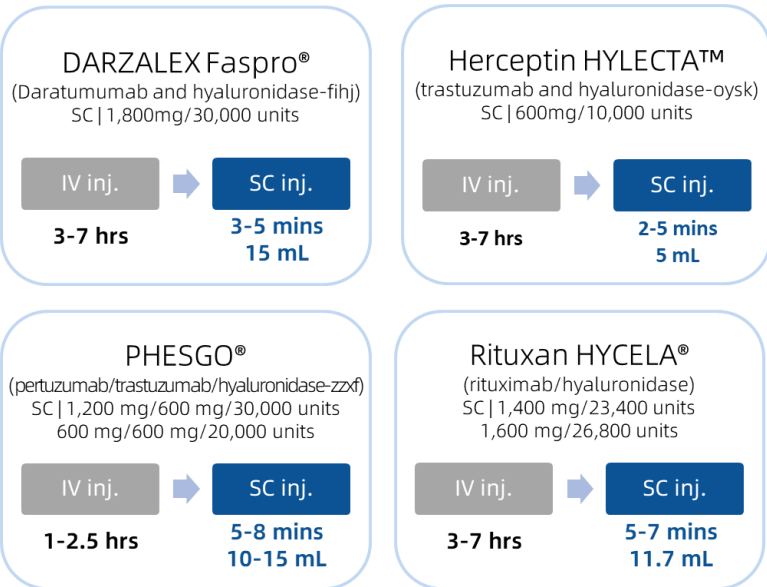 DARZALEX Faspro®
(Daratumumab and hyaluronidase-fihj)
SC | 1,800mg/30,000 units
IV inj.
SC inj.
3-7 hrs
3-5 mins
15 mL
Herceptin HYLECTA™
(trastuzumab and hyaluronidase-oysk)
SC | 600mg/10,000 units
IV inj.
SC inj.
3-7 hrs
2-5 mins
5 mL
PHESGO®
(pertuzumab/trastuzumab/hyaluronidase-zzxf)
SC | 1,200 mg/600 mg/30,000 units
600 mg/600 mg/20,000 units
IV inj.
SC inj.
1-2.5 hrs
5-8 mins
10-15 mL
Rituxan HYCELA®
(rituximab/hyaluronidase)
SC | 1,400 mg/23,400 units
1,600 mg/26,800 units
IV inj.
SC inj.
3-7 hrs
5-7 mins
11.7 mL